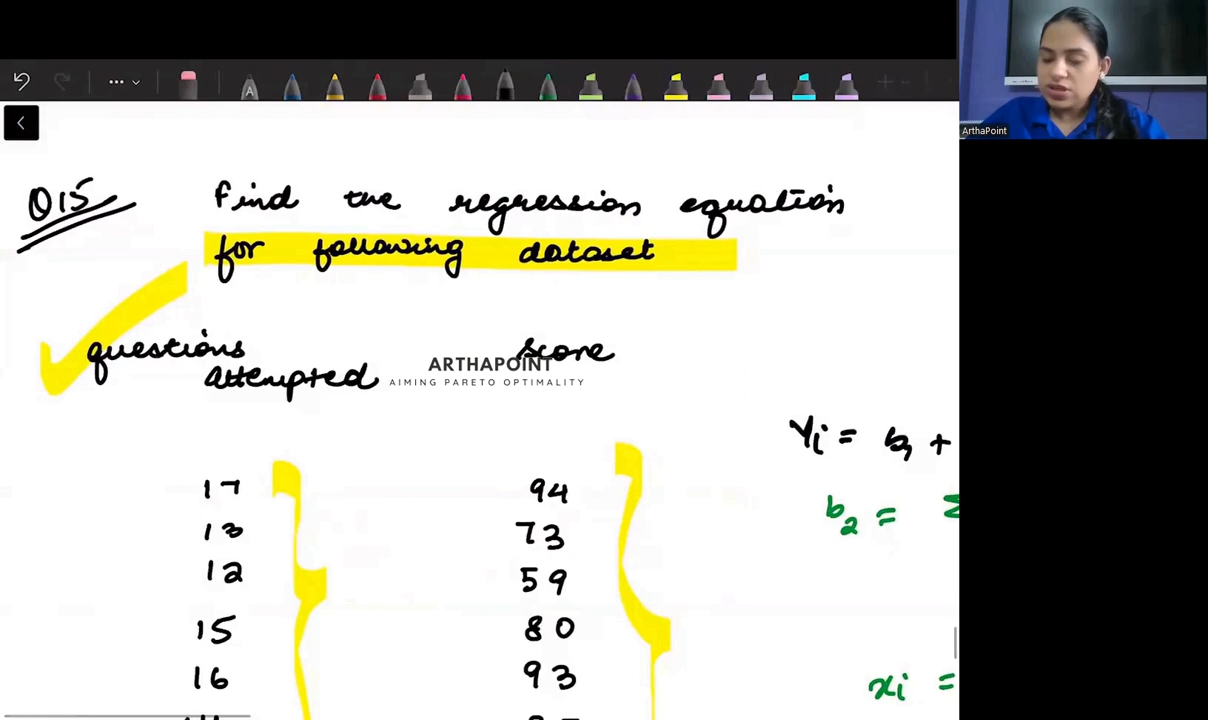 ArthaPoint
Q15 Find the regression equation
for following dataset
questions score
attempted
ARTHAPOINT
AIMING PARETO OPTIMALITY
Yi = b1 +
17 94
b2 =
13 73
12 59
15 80
16 93
xi =